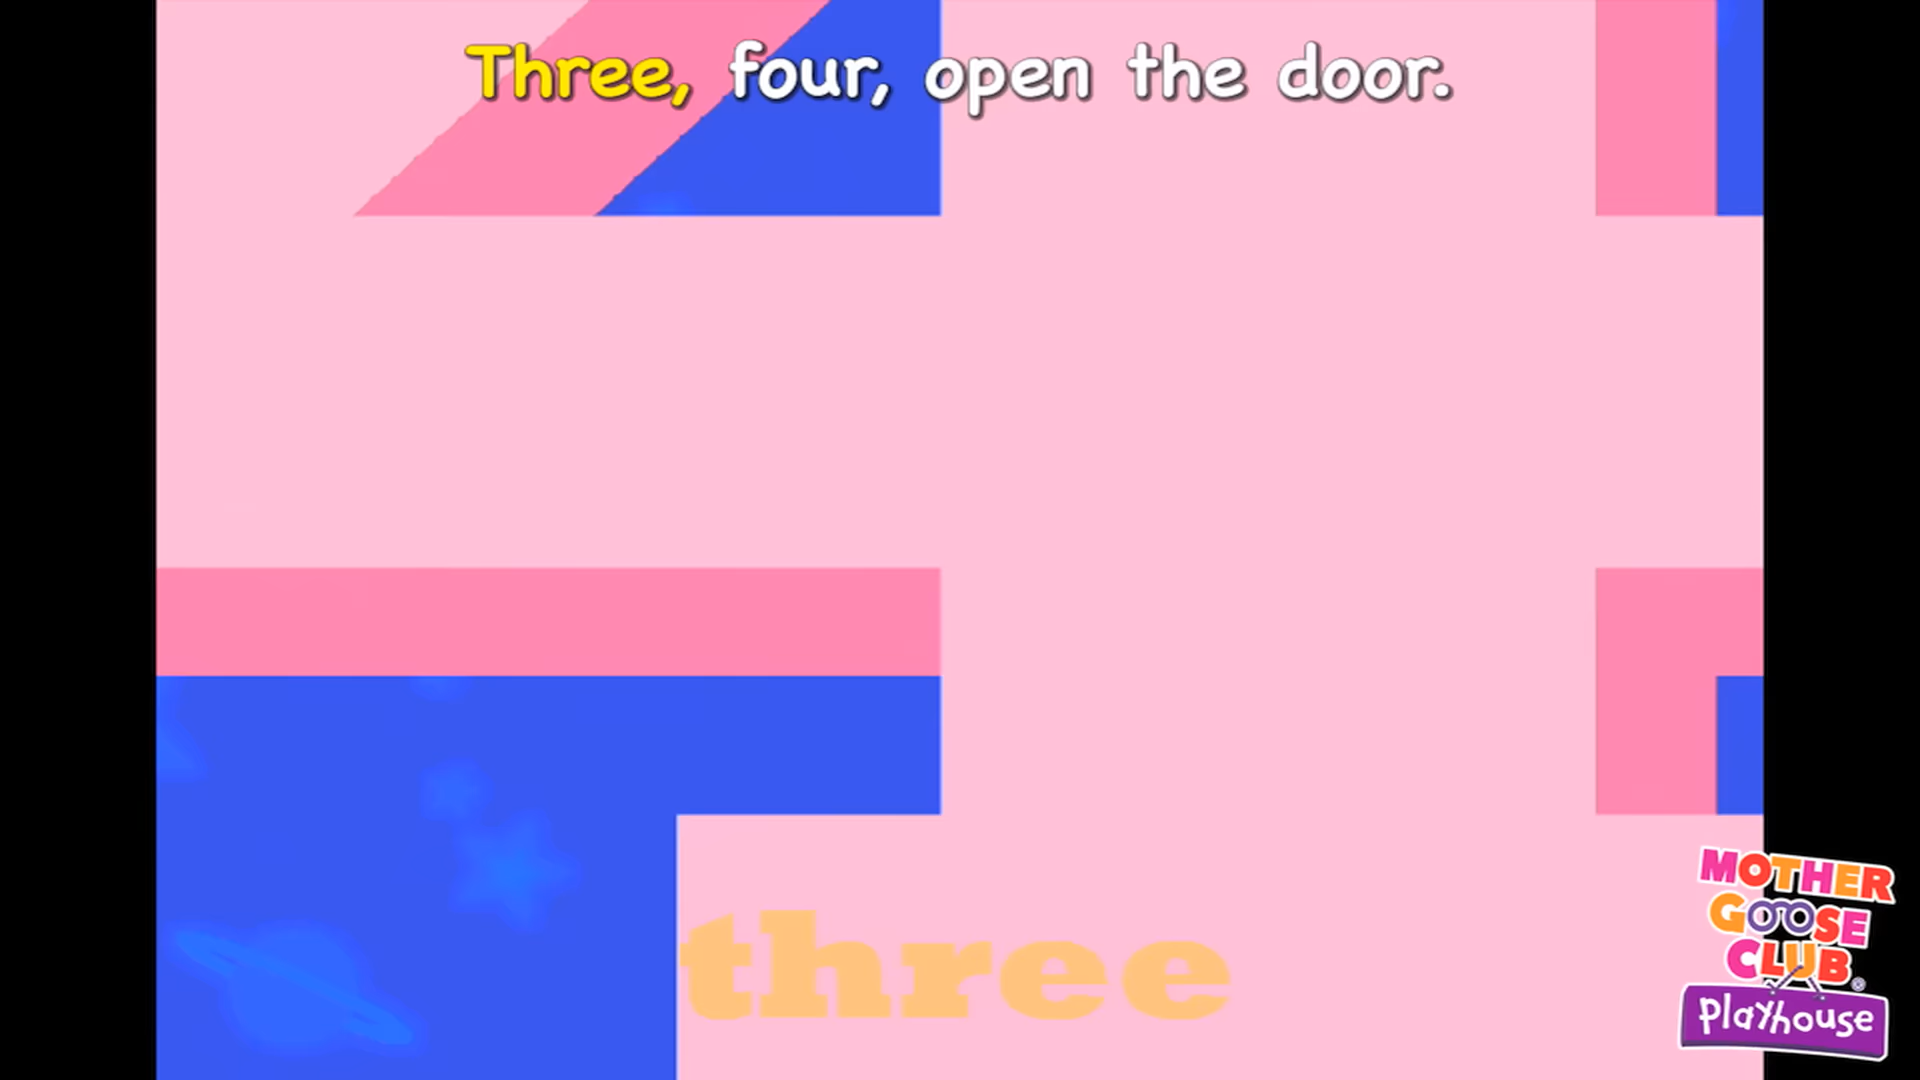 Three, four, open the door.
three
MOTHER
GOOSE
CLUB®
Playhouse